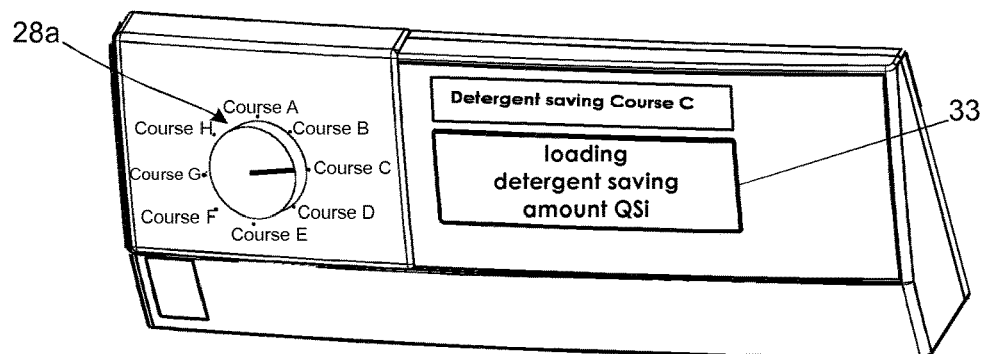 28a
Course A
Course H
Course B
Course G
Course C
Course F
Course D
Course E
Detergent saving Course C
loading
detergent saving
amount QSi
33